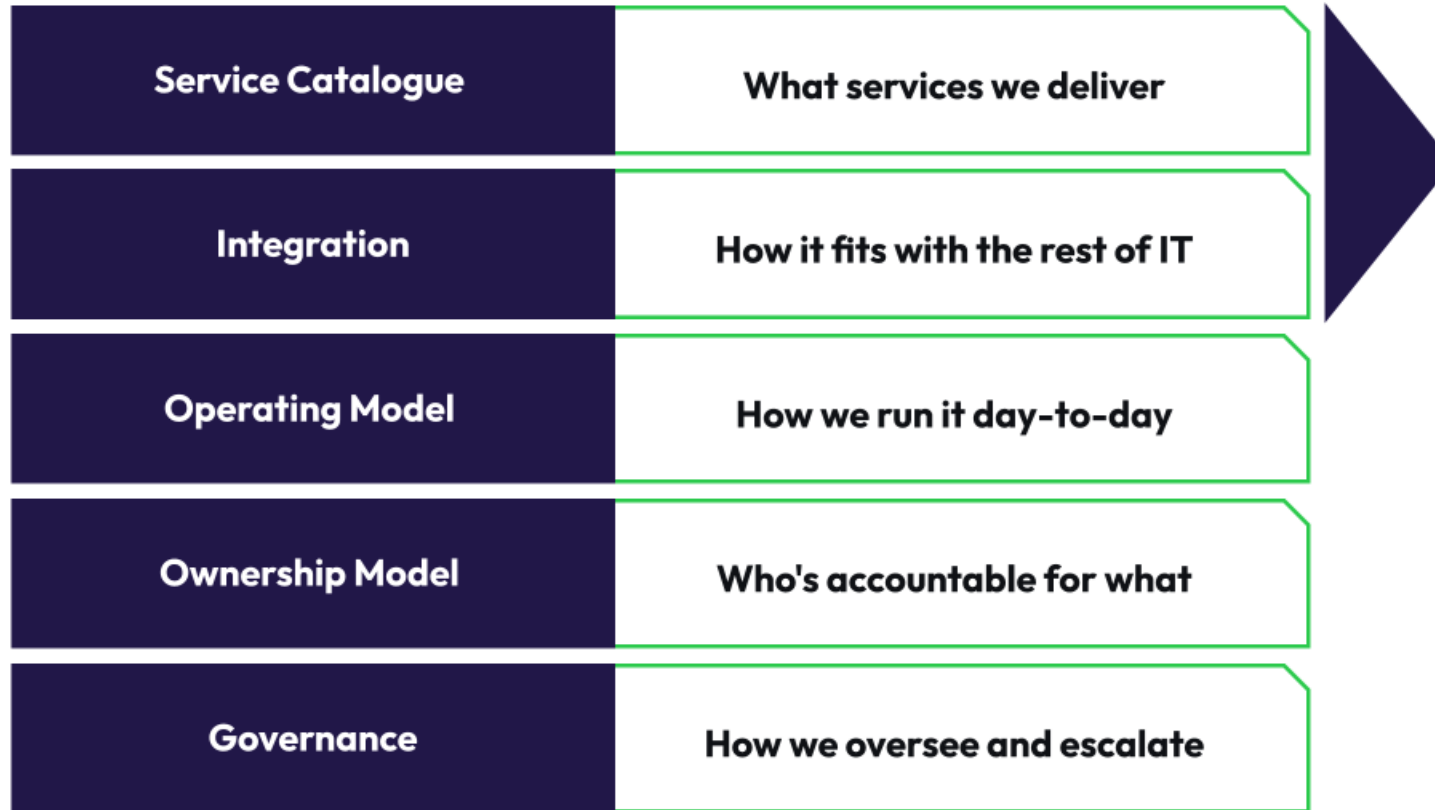 Service Catalogue
What services we deliver
Integration
How it fits with the rest of IT
Operating Model
How we run it day-to-day
Ownership Model
Who's accountable for what
Governance
How we oversee and escalate